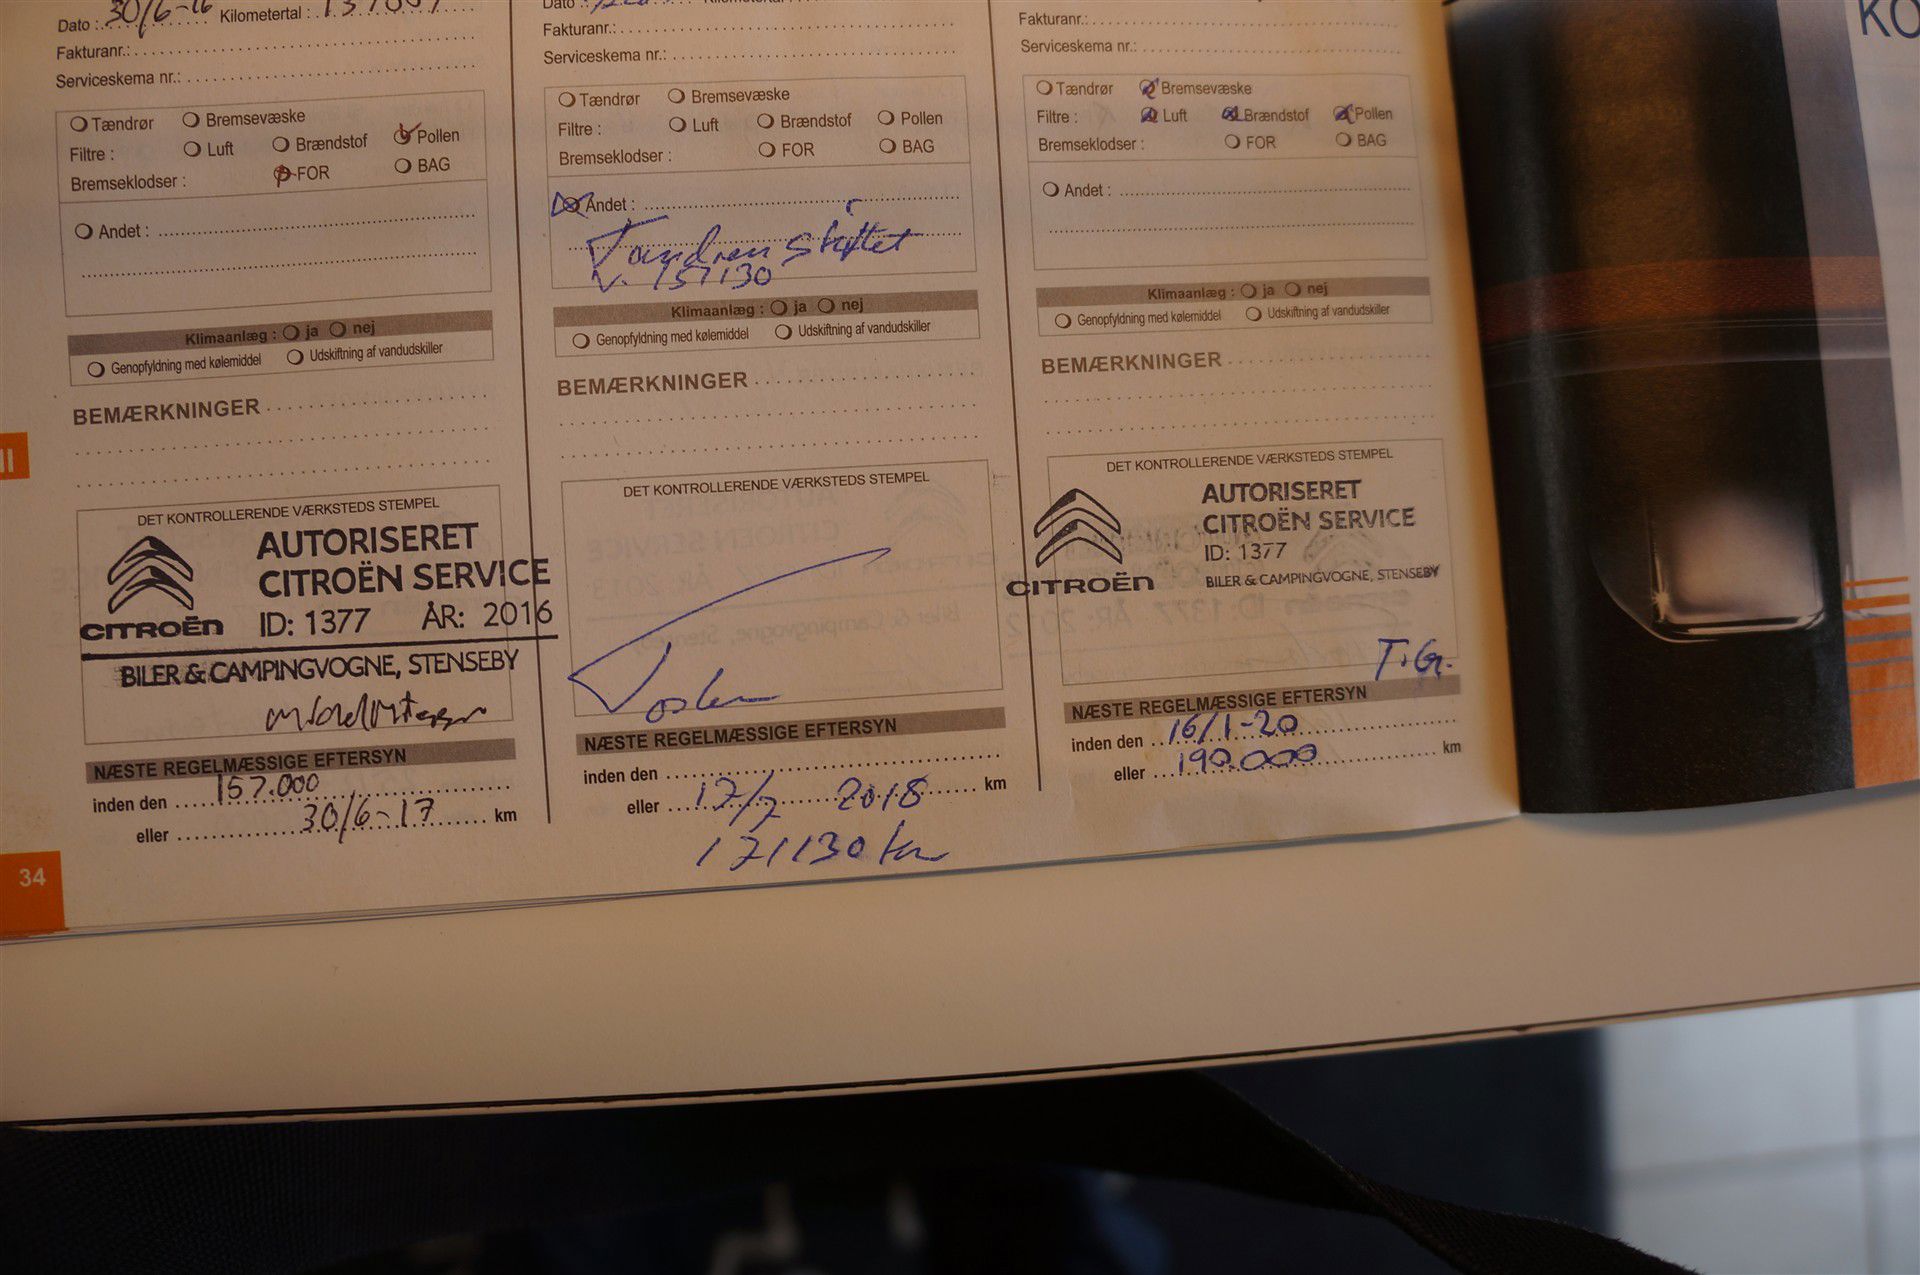 Dato : 30/6-16 Kilometertal :
Fakturanr.:
Serviceskema nr.:
Tændrør Bremsevæske
Filtre : Luft Brændstof Pollen
Bremseklodser : FOR BAG
Andet :
Klimaanlæg : ja nej
Genopfyldning med kølemiddel Udskiftning af vandudskiller
BEMÆRKNINGER
DET KONTROLLERENDE VÆRKSTEDS STEMPEL
AUTORISERET
CITROËN SERVICE
CITROËN ID: 1377 ÅR: 2016
BILER & CAMPINGVOGNE, STENSEBY
NÆSTE REGELMÆSSIGE EFTERSYN
inden den 157.000
eller 30/6-17 km
34
Dato :
Fakturanr.:
Serviceskema nr.:
Tændrør Bremsevæske
Filtre : Luft Brændstof Pollen
Bremseklodser : FOR BAG
Andet :
Tandrem skiftet
v. 151130
Klimaanlæg : ja nej
Genopfyldning med kølemiddel Udskiftning af vandudskiller
BEMÆRKNINGER
DET KONTROLLERENDE VÆRKSTEDS STEMPEL
NÆSTE REGELMÆSSIGE EFTERSYN
inden den
eller 12/7 2018 km
171130 km
Fakturanr.:
Serviceskema nr.:
Tændrør Bremsevæske
Filtre : Luft Brændstof Pollen
Bremseklodser : FOR BAG
Andet :
Klimaanlæg : ja nej
Genopfyldning med kølemiddel Udskiftning af vandudskiller
BEMÆRKNINGER
DET KONTROLLERENDE VÆRKSTEDS STEMPEL
AUTORISERET
CITROËN SERVICE
ID: 1377
CITROËN BILER & CAMPINGVOGNE, STENSEBY
T.G.
NÆSTE REGELMÆSSIGE EFTERSYN
inden den 16/1-20
eller 190.000 km
KO